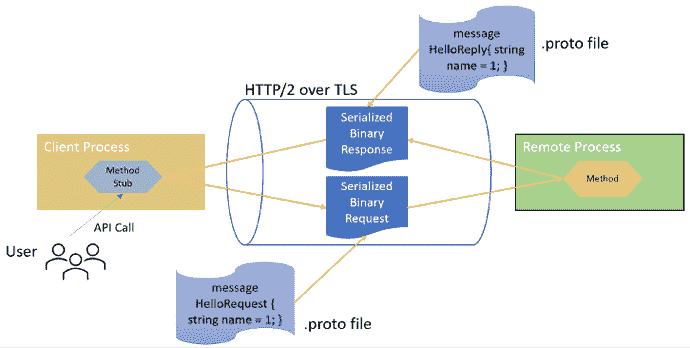 message
HelloReply{ string
name = 1; }
.proto file
HTTP/2 over TLS
Serialized
Binary
Response
Client Process
Method
Stub
Remote Process
Method
Serialized
Binary
Request
API Call
User
message
HelloRequest {
string name = 1; }
.proto file